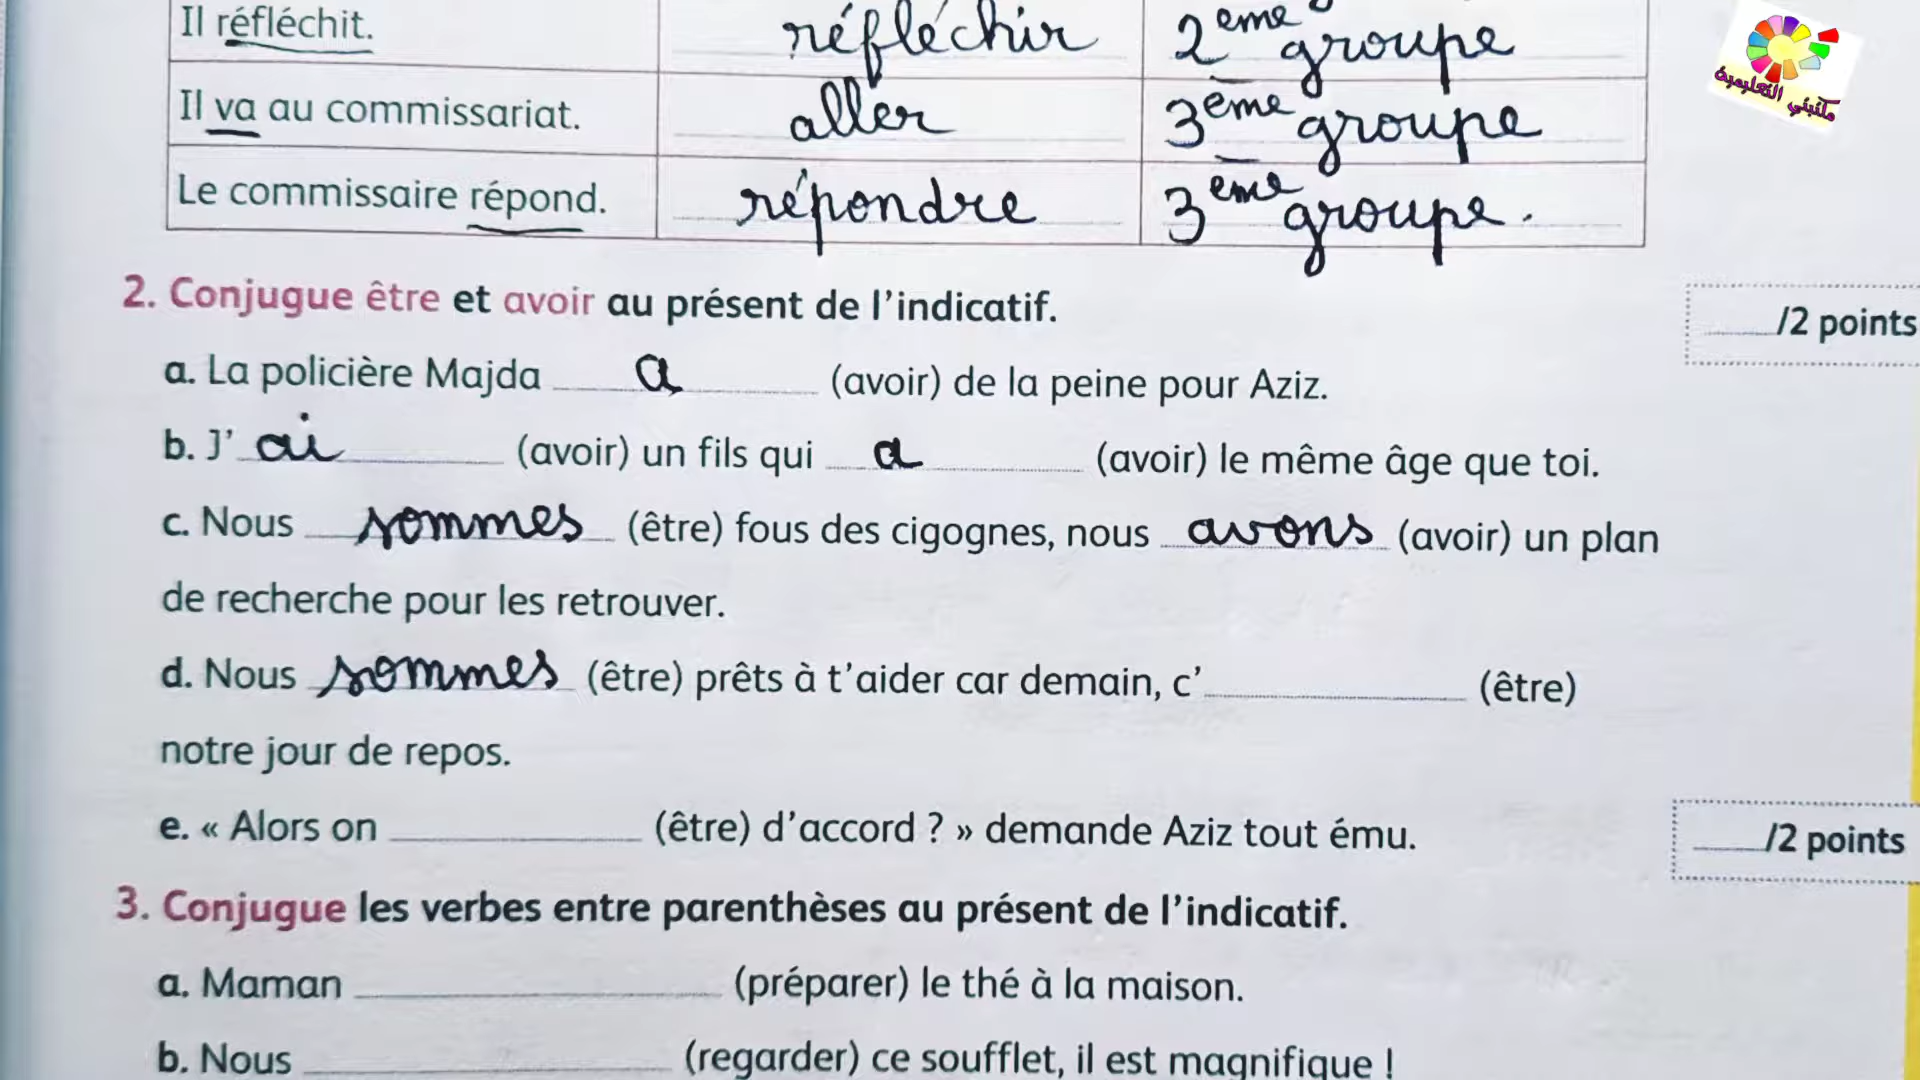 Il réfléchit. réfléchir 2eme groupe
Il va au commissariat. aller 3eme groupe
Le commissaire répond. répondre 3eme groupe.
مكتبتي التعليمية
2. Conjugue être et avoir au présent de l'indicatif.
/2 points
a. La policière Majda a (avoir) de la peine pour Aziz.
b. J' ai (avoir) un fils qui a (avoir) le même âge que toi.
c. Nous sommes (être) fous des cigognes, nous avons (avoir) un plan
de recherche pour les retrouver.
d. Nous sommes (être) prêts à t'aider car demain, c' (être)
notre jour de repos.
e. « Alors on (être) d'accord ? » demande Aziz tout ému.
/2 points
3. Conjugue les verbes entre parenthèses au présent de l'indicatif.
a. Maman (préparer) le thé à la maison.
b. Nous (regarder) ce soufflet, il est magnifique !